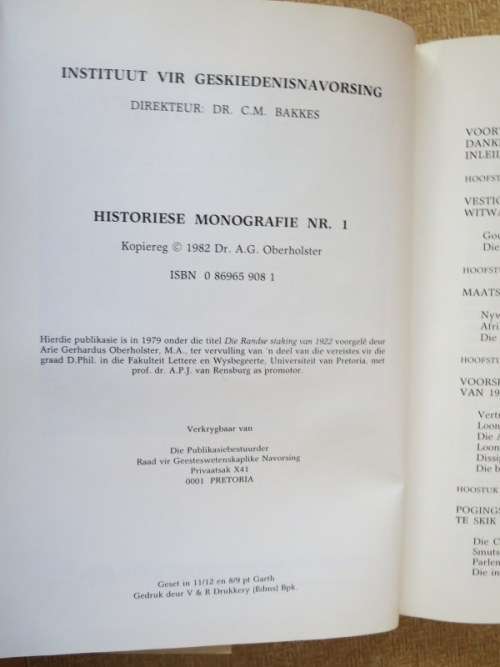 INSTITUUT VIR GESKIEDENISNAVORSING
DIREKTEUR: DR. C.M. BAKKES
HISTORIESE MONOGRAFIE NR. 1
Kopiereg © 1982 Dr. A.G. Oberholster
ISBN 0 86965 908 1
Hierdie publikasie is in 1979 onder die titel Die Randse staking van 1922 voorgelê deur
Arie Gerhardus Oberholster, M.A., ter vervulling van 'n deel van die vereistes vir die
graad D.Phil. in die Fakulteit Lettere en Wysbegeerte, Universiteit van Pretoria, met
prof. dr. A.P.J. van Rensburg as promotor.
Verkrygbaar van
Die Publikasiebestuurder
Raad vir Geesteswetenskaplike Navorsing
Privaatsak X41
0001 PRETORIA
Geset in 11/12 en 8/9 pt Garth
Gedruk deur V & R Drukkery (Edms) Bpk.
VOOR
DANK
INLEI
HOOFST
VESTIG
WITWA
Gou
Die
HOOFST
MAATS
Nyw
Afri
Die
HOOFST
VOORS
VAN 19
Vert
Loon
Die A
Loon
Dissi
Die b
HOOSTUK
POGINGS
TE SKIK
Die C
Smuts
Parlen
Die in